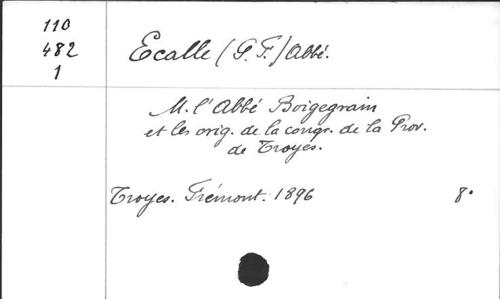 110
482
1
Ecalle (P. F.) abbé.
M. l'Abbé Boigegrain
et les orig. de la congr. de la Prov.
de Troyes.
Troyes. Frémont. 1896 8°